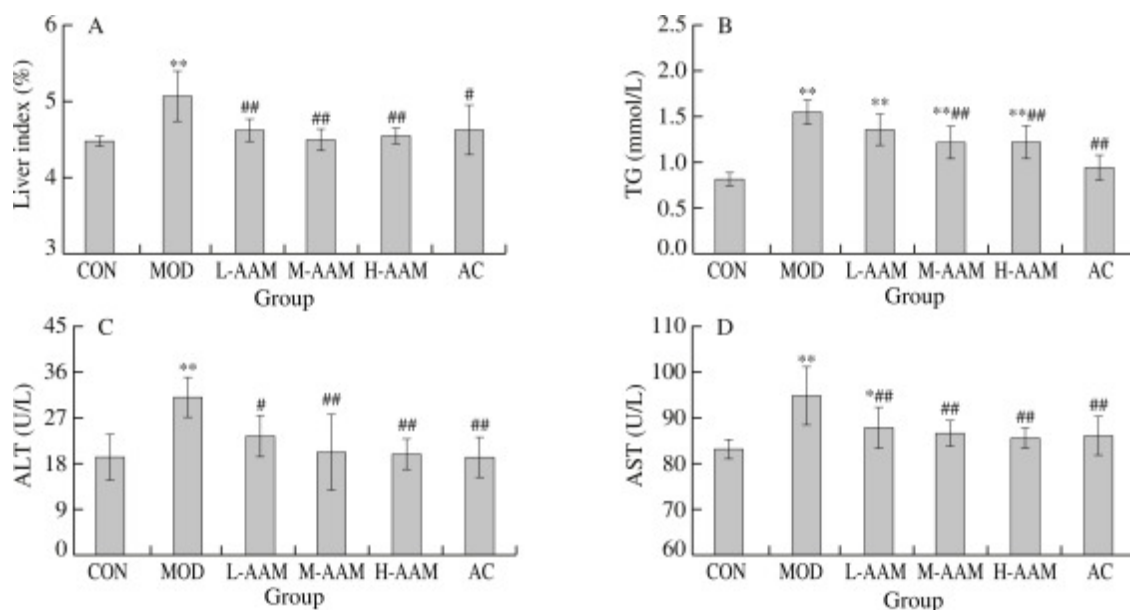 A
Liver index (%)
6
5
4
3
**
##
##
##
#
CON MOD L-AAM M-AAM H-AAM AC
Group
B
TG (mmol/L)
2.5
2.0
1.5
1.0
0.5
0.0
**
**
**##
**##
##
CON MOD L-AAM M-AAM H-AAM AC
Group
C
ALT (U/L)
45
36
27
18
9
0
**
#
##
##
##
CON MOD L-AAM M-AAM H-AAM AC
Group
D
AST (U/L)
110
100
90
80
70
60
**
*##
##
##
##
CON MOD L-AAM M-AAM H-AAM AC
Group